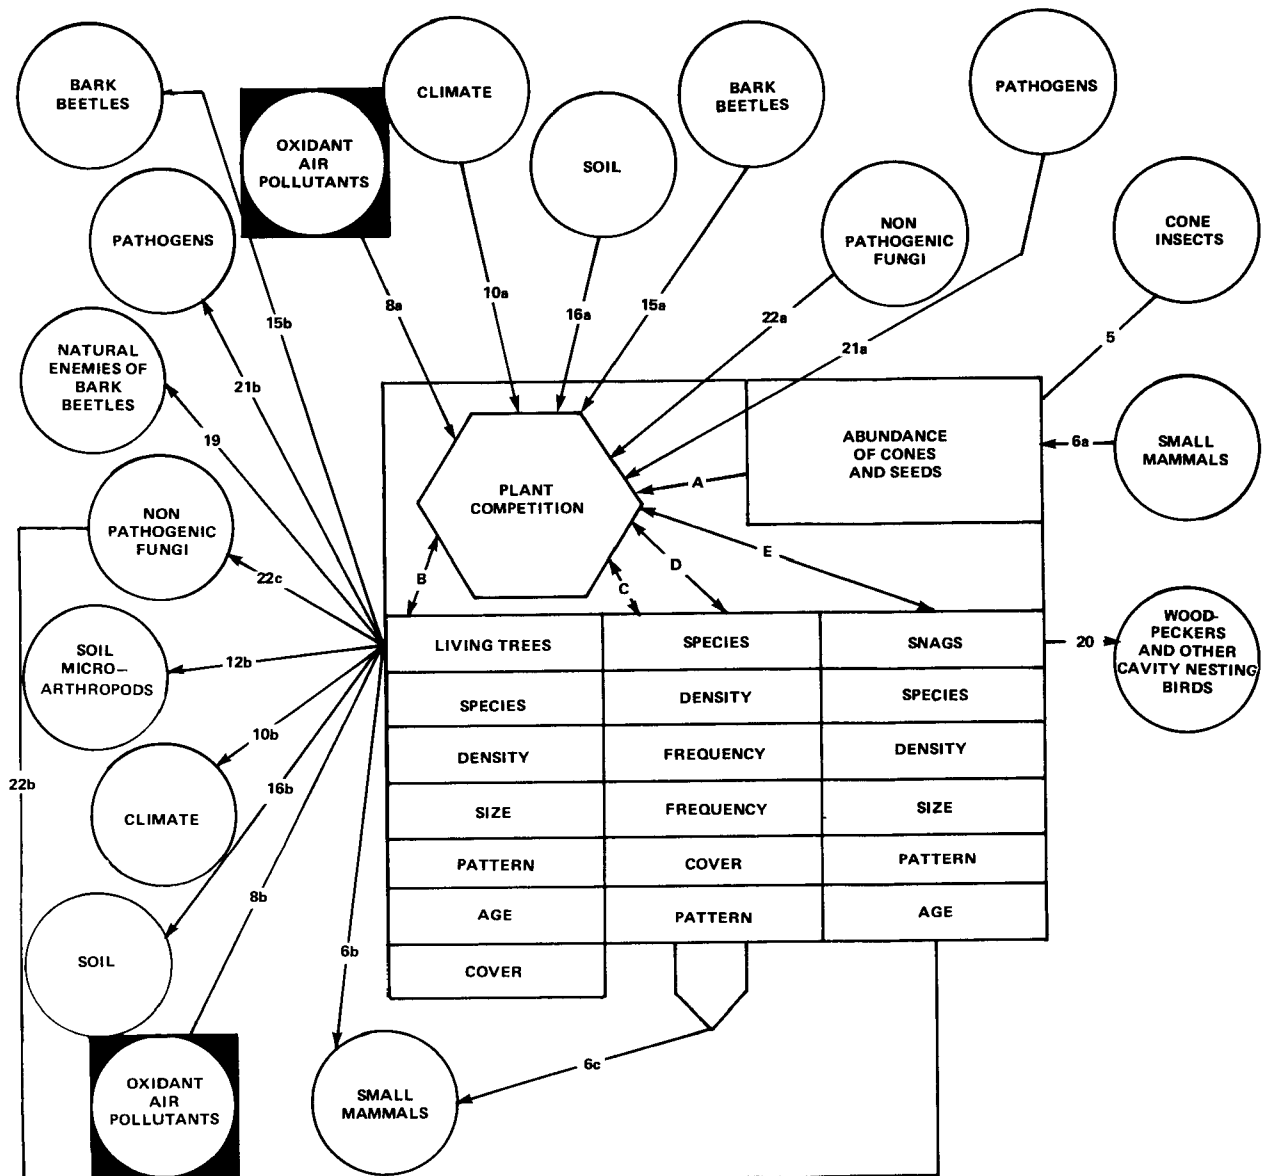 BARK
BEETLES
OXIDANT
AIR
POLLUTANTS
CLIMATE
SOIL
BARK
BEETLES
PATHOGENS
PATHOGENS
NON
PATHOGENIC
FUNGI
CONE
INSECTS
8a
10a
16a
15a
22a
21a
5
15b
NATURAL
ENEMIES OF
BARK
BEETLES
21b
19
PLANT
COMPETITION
A
ABUNDANCE
OF CONES
AND SEEDS
6a
SMALL
MAMMALS
NON
PATHOGENIC
FUNGI
22c
B
C
D
E
SOIL
MICRO–
ARTHROPODS
12b
LIVING TREES
SPECIES
SNAGS
20
WOOD-
PECKERS
AND OTHER
CAVITY NESTING
BIRDS
SPECIES
DENSITY
SPECIES
10b
DENSITY
FREQUENCY
DENSITY
22b
16b
CLIMATE
SIZE
FREQUENCY
SIZE
PATTERN
COVER
PATTERN
8b
AGE
PATTERN
AGE
SOIL
6b
COVER
6c
OXIDANT
AIR
POLLUTANTS
SMALL
MAMMALS